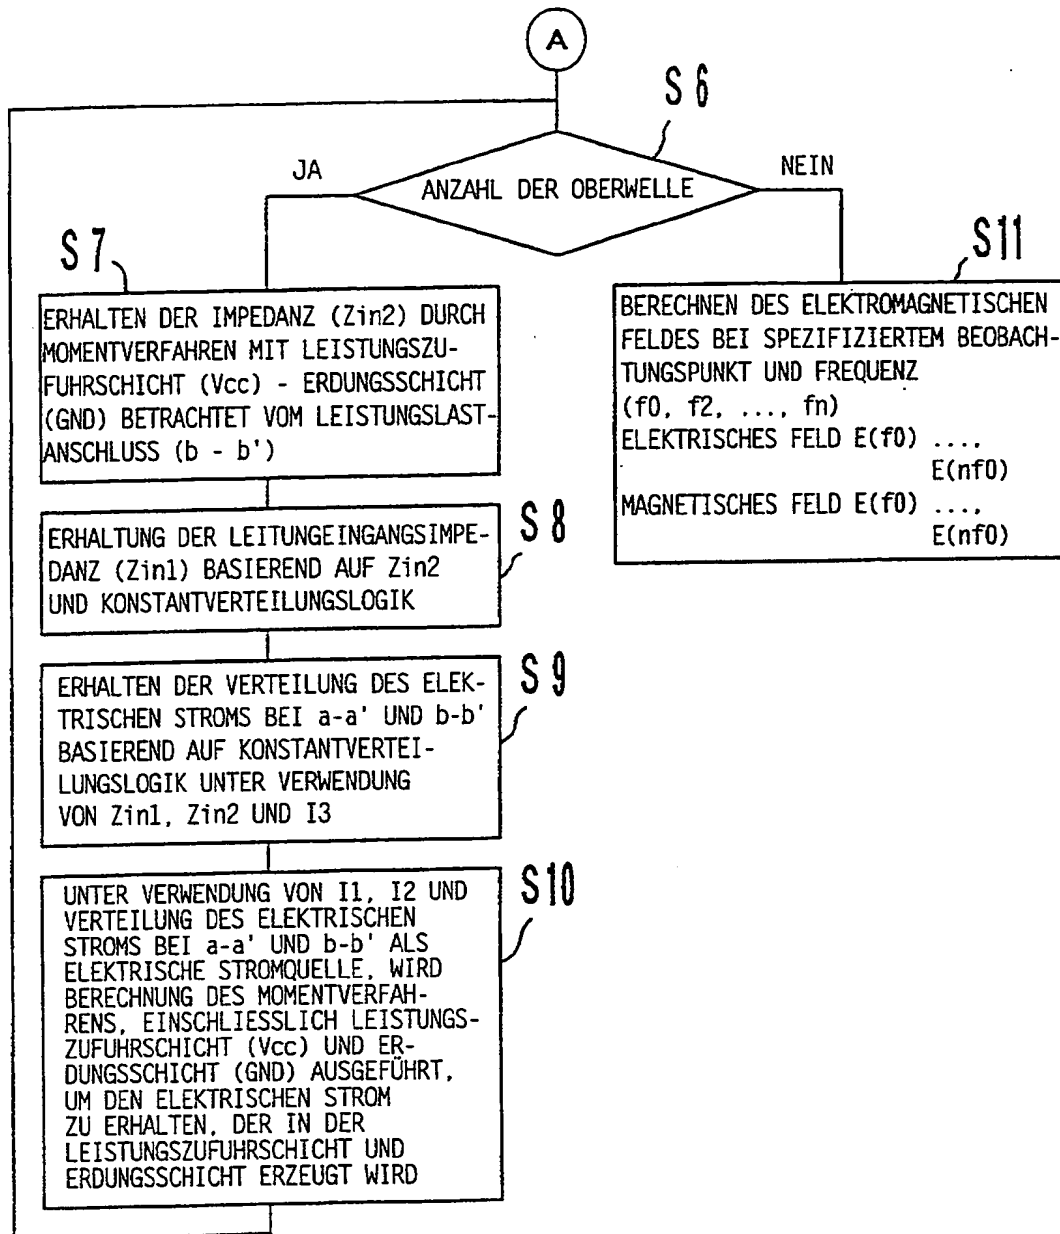 A
S 6
JA
NEIN
ANZAHL DER OBERWELLE
S 7
ERHALTEN DER IMPEDANZ (Zin2) DURCH
MOMENTVERFAHREN MIT LEISTUNGSZU-
FUHRSCHICHT (Vcc) - ERDUNGSSCHICHT
(GND) BETRACHTET VOM LEISTUNGSLAST-
ANSCHLUSS (b - b')
S 8
ERHALTUNG DER LEITUNGEINGANGSIMPE-
DANZ (Zin1) BASIEREND AUF Zin2
UND KONSTANTVERTEILUNGSLOGIK
S 9
ERHALTEN DER VERTEILUNG DES ELEK-
TRISCHEN STROMS BEI a-a' UND b-b'
BASIEREND AUF KONSTANTVERTEI-
LUNGSLOGIK UNTER VERWENDUNG
VON Zin1, Zin2 UND I3
S10
UNTER VERWENDUNG VON I1, I2 UND
VERTEILUNG DES ELEKTRISCHEN
STROMS BEI a-a' UND b-b' ALS
ELEKTRISCHE STROMQUELLE, WIRD
BERECHNUNG DES MOMENTVERFAH-
RENS, EINSCHLIESSLICH LEISTUNGS-
ZUFUHRSCHICHT (Vcc) UND ER-
DUNGSSCHICHT (GND) AUSGEFÜHRT,
UM DEN ELEKTRISCHEN STROM
ZU ERHALTEN, DER IN DER
LEISTUNGSZUFUHRSCHICHT UND
ERDUNGSSCHICHT ERZEUGT WIRD
S11
BERECHNEN DES ELEKTROMAGNETISCHEN
FELDES BEI SPEZIFIZIERTEM BEOBACH-
TUNGSPUNKT UND FREQUENZ
(f0, f2, ..., fn)
ELEKTRISCHES FELD E(f0) ....,
E(nf0)
MAGNETISCHES FELD E(f0) ....,
E(nf0)